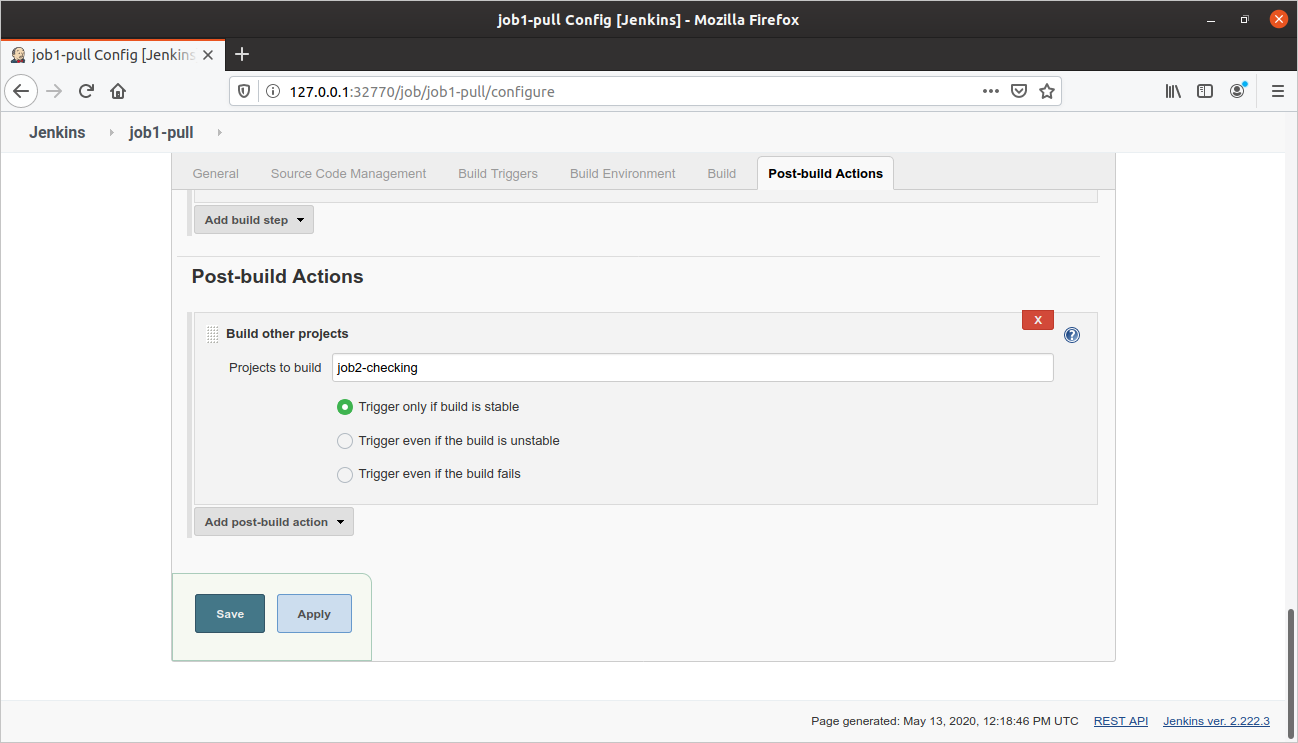 job1-pull Config [Jenkins] - Mozilla Firefox
job1-pull Config [Jenkins
127.0.0.1:32770/job/job1-pull/configure
Jenkins job1-pull
General Source Code Management Build Triggers Build Environment Build Post-build Actions
Add build step
Post-build Actions
X
Build other projects
?
Projects to build job2-checking
Trigger only if build is stable
Trigger even if the build is unstable
Trigger even if the build fails
Add post-build action
Save Apply
Page generated: May 13, 2020, 12:18:46 PM UTC REST API Jenkins ver. 2.222.3